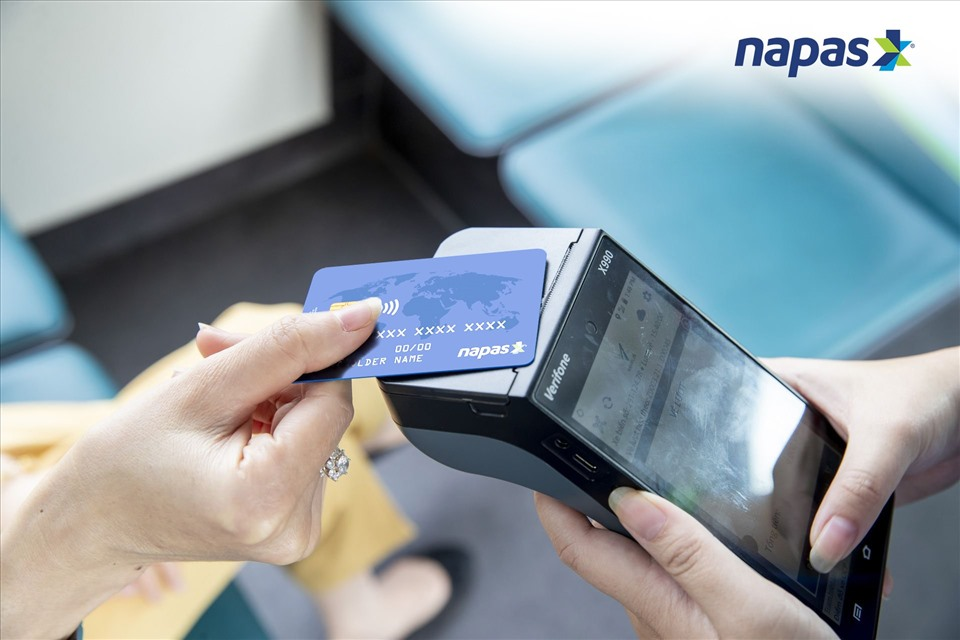 napas
XXX XXXX XXXX
00/00
LDER NAME
napas
X990
Verifone